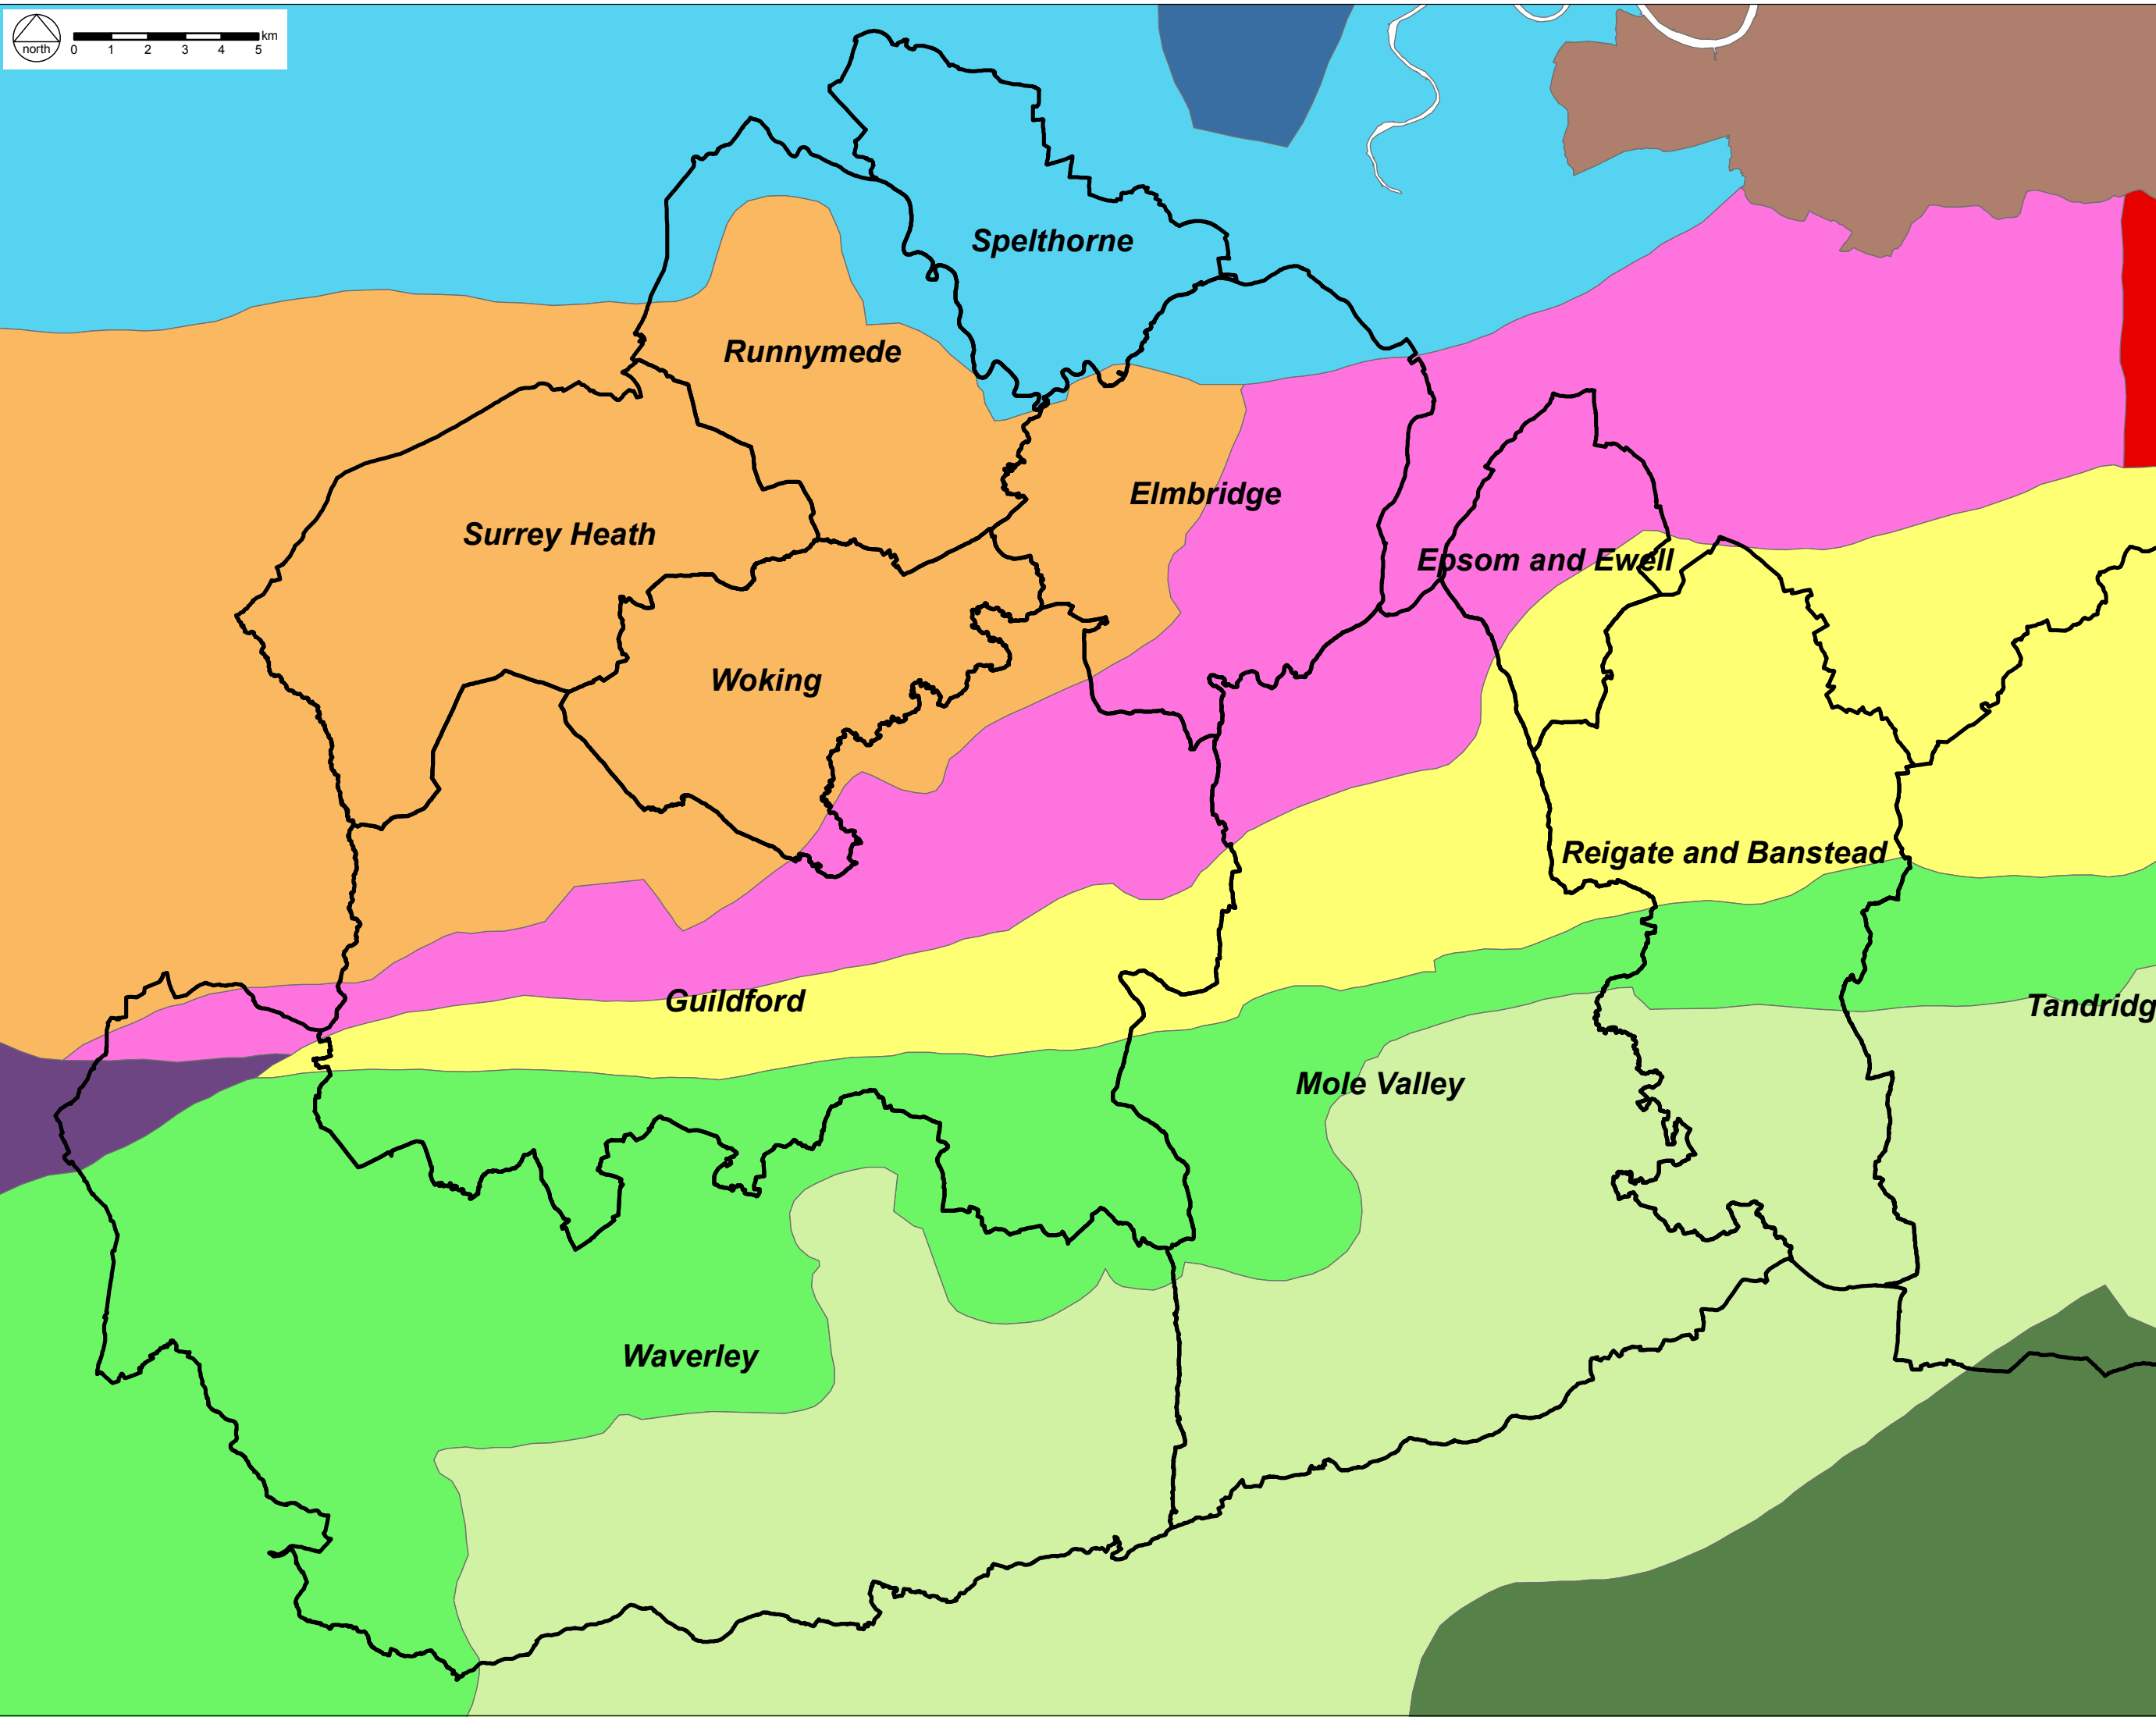 north
km
0 1 2 3 4 5
Spelthorne
Runnymede
Elmbridge
Surrey Heath
Epsom and Ewell
Woking
Reigate and Banstead
Guildford
Tandridg
Mole Valley
Waverley